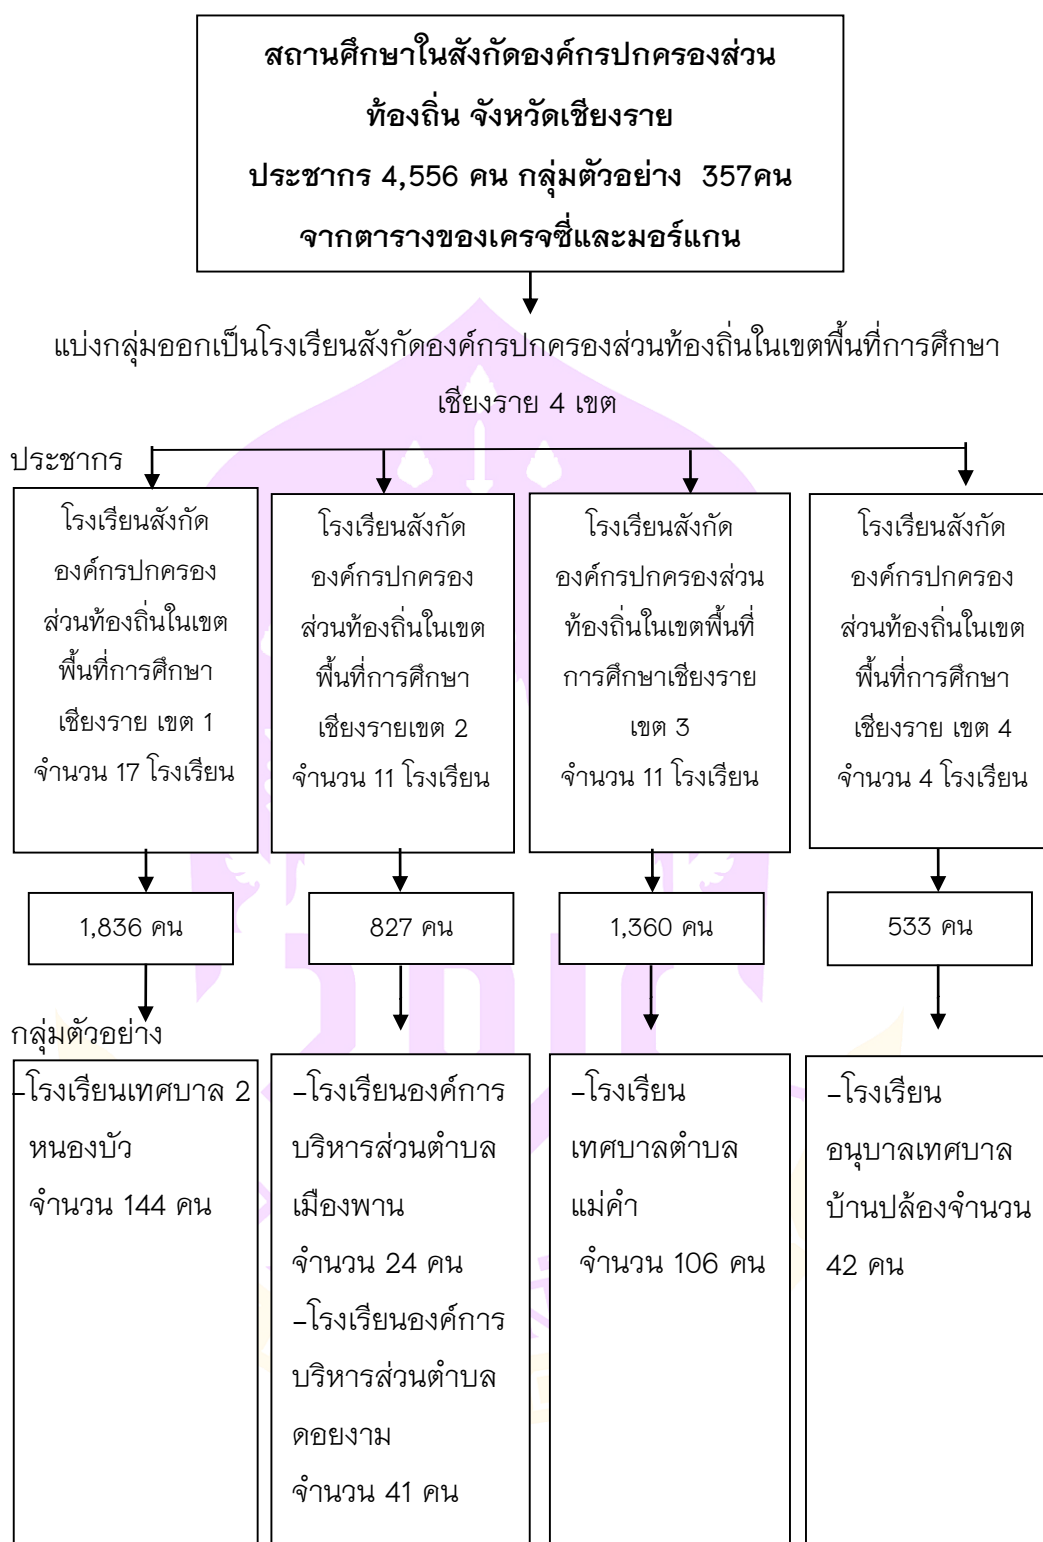 สถานศึกษาในสังกัดองค์กรปกครองส่วน
ท้องถิ่น จังหวัดเชียงราย
ประชากร 4,556 คน กลุ่มตัวอย่าง 357คน
จากตารางของเครจซี่และมอร์แกน
แบ่งกลุ่มออกเป็นโรงเรียนสังกัดองค์กรปกครองส่วนท้องถิ่นในเขตพื้นที่การศึกษา
เชียงราย 4 เขต
ประชากร
โรงเรียนสังกัด
องค์กรปกครอง
ส่วนท้องถิ่นในเขต
พื้นที่การศึกษา
เชียงราย เขต 1
จำนวน 17 โรงเรียน
โรงเรียนสังกัด
องค์กรปกครอง
ส่วนท้องถิ่นในเขต
พื้นที่การศึกษา
เชียงรายเขต 2
จำนวน 11 โรงเรียน
โรงเรียนสังกัด
องค์กรปกครองส่วน
ท้องถิ่นในเขตพื้นที่
การศึกษาเชียงราย
เขต 3
จำนวน 11 โรงเรียน
โรงเรียนสังกัด
องค์กรปกครอง
ส่วนท้องถิ่นในเขต
พื้นที่การศึกษา
เชียงราย เขต 4
จำนวน 4 โรงเรียน
1,836 คน
827 คน
1,360 คน
533 คน
กลุ่มตัวอย่าง
-โรงเรียนเทศบาล 2
หนองบัว
จำนวน 144 คน
-โรงเรียนองค์การ
บริหารส่วนตำบล
เมืองพาน
จำนวน 24 คน
-โรงเรียนองค์การ
บริหารส่วนตำบล
ดอยงาม
จำนวน 41 คน
-โรงเรียน
เทศบาลตำบล
แม่คำ
จำนวน 106 คน
-โรงเรียน
อนุบาลเทศบาล
บ้านปล้องจำนวน
42 คน